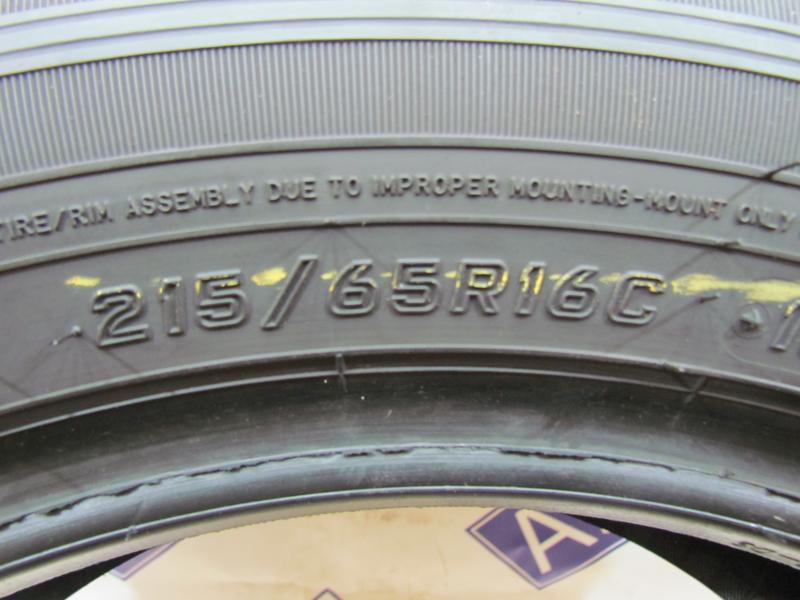 TIRE/RIM ASSEMBLY DUE TO IMPROPER MOUNTING-MOUNT ONLY
215/65R16C